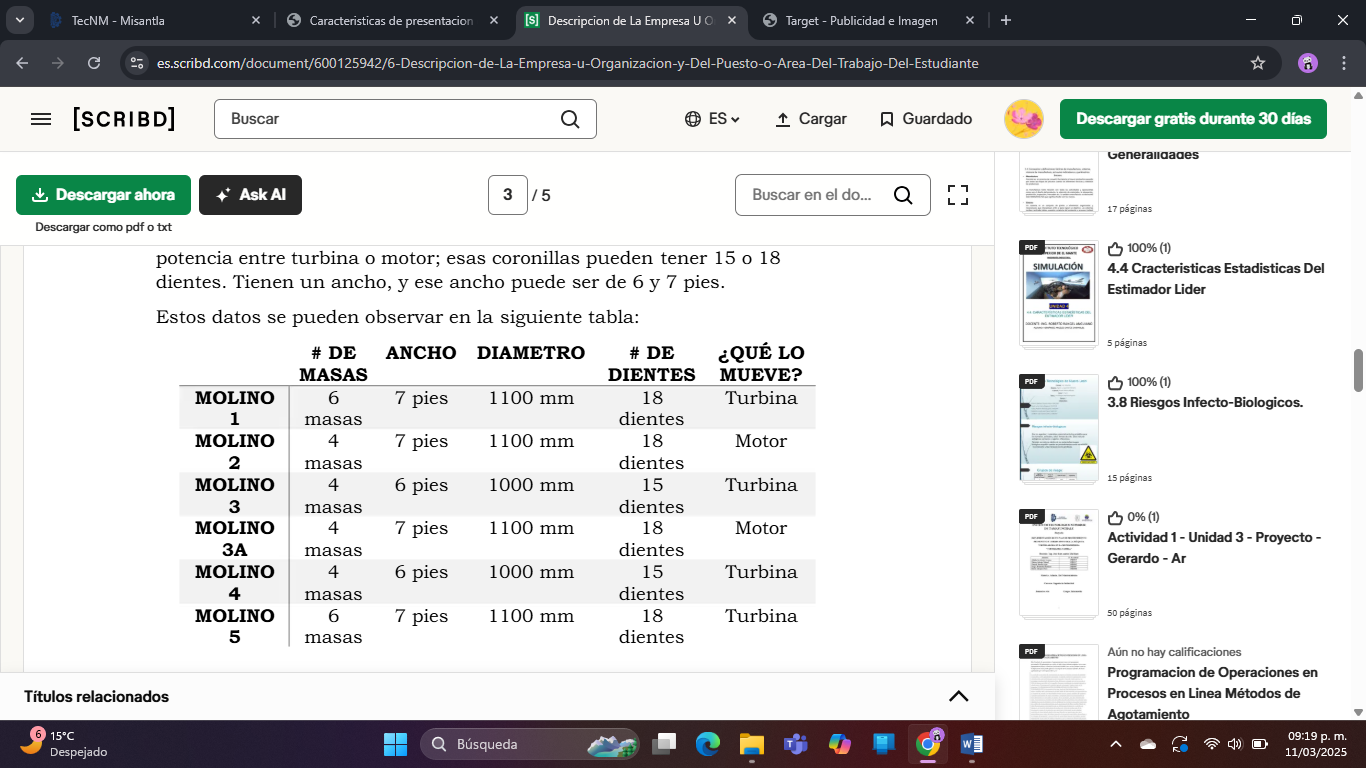 TecNM - Misantla
Caracteristicas de presentacion
Descripcion de La Empresa U O
Target - Publicidad e Imagen
es.scribd.com/document/600125942/6-Descripcion-de-La-Empresa-u-Organizacion-y-Del-Puesto-o-Area-Del-Trabajo-Del-Estudiante
[SCRIBD]
Buscar
ES
Cargar
Guardado
Descargar gratis durante 30 días
Descargar ahora
Ask AI
3 / 5
Buscar en el do...
Descargar como pdf o txt
potencia entre turbina o motor; esas coronillas pueden tener 15 o 18
dientes. Tienen un ancho, y ese ancho puede ser de 6 y 7 pies.
Estos datos se pueden observar en la siguiente tabla:
# DE ANCHO DIAMETRO # DE ¿QUÉ LO
MASAS DIENTES MUEVE?
MOLINO 6 7 pies 1100 mm 18 Turbina
1 masas dientes
MOLINO 4 7 pies 1100 mm 18 Motor
2 masas dientes
MOLINO 4 6 pies 1000 mm 15 Turbina
3 masas dientes
MOLINO 4 7 pies 1100 mm 18 Motor
3A masas dientes
MOLINO 4 6 pies 1000 mm 15 Turbina
4 masas dientes
MOLINO 6 7 pies 1100 mm 18 Turbina
5 masas dientes
Títulos relacionados
Generalidades
17 páginas
PDF
SIMULACIÓN
100% (1)
4.4 Cracteristicas Estadisticas Del
Estimador Lider
5 páginas
PDF
100% (1)
3.8 Riesgos Infecto-Biologicos.
15 páginas
PDF
0% (1)
Actividad 1 - Unidad 3 - Proyecto -
Gerardo - Ar
50 páginas
PDF
Aún no hay calificaciones
Programacion de Operaciones en
Procesos en Linea Métodos de
Agotamiento
6
15°C
Despejado
Búsqueda
09:19 p. m.
11/03/2025